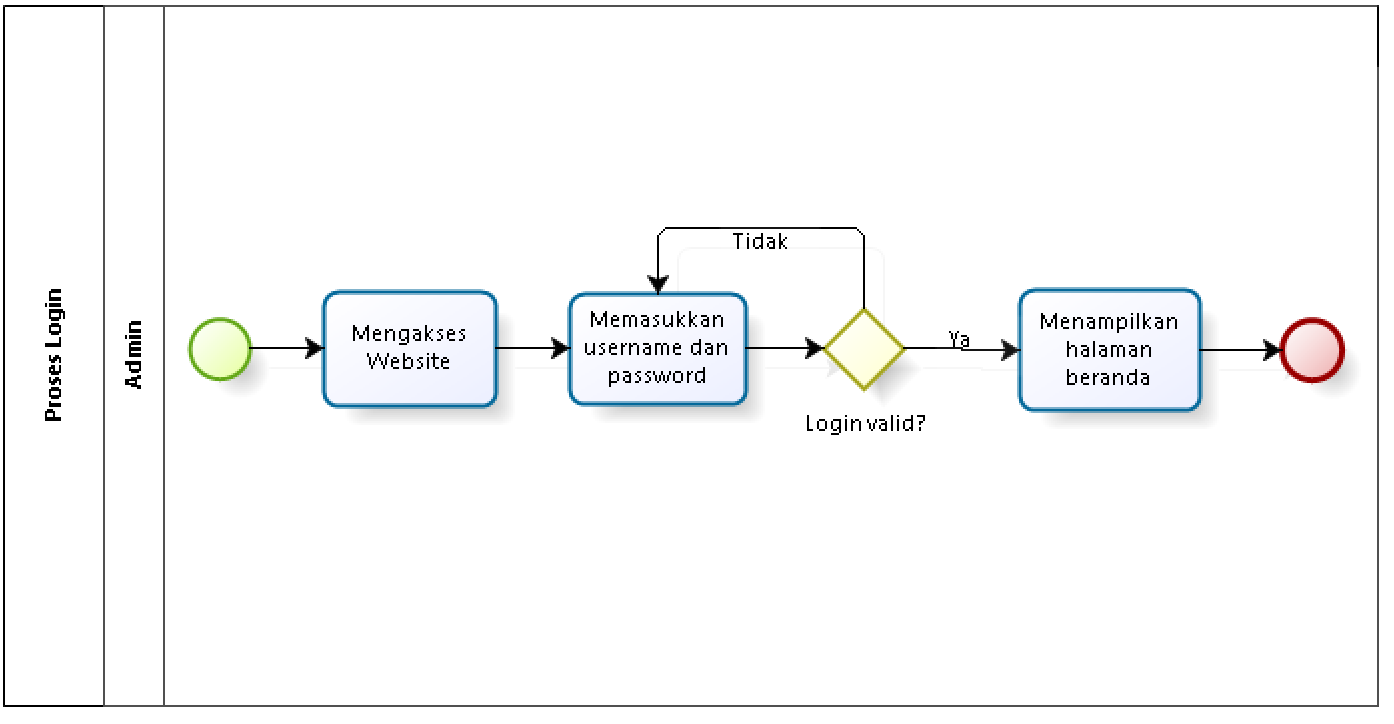 Proses Login
Admin
Mengakses
Website
Memasukkan
username dan
password
Tidak
Login valid?
Ya
Menampilkan
halaman
beranda